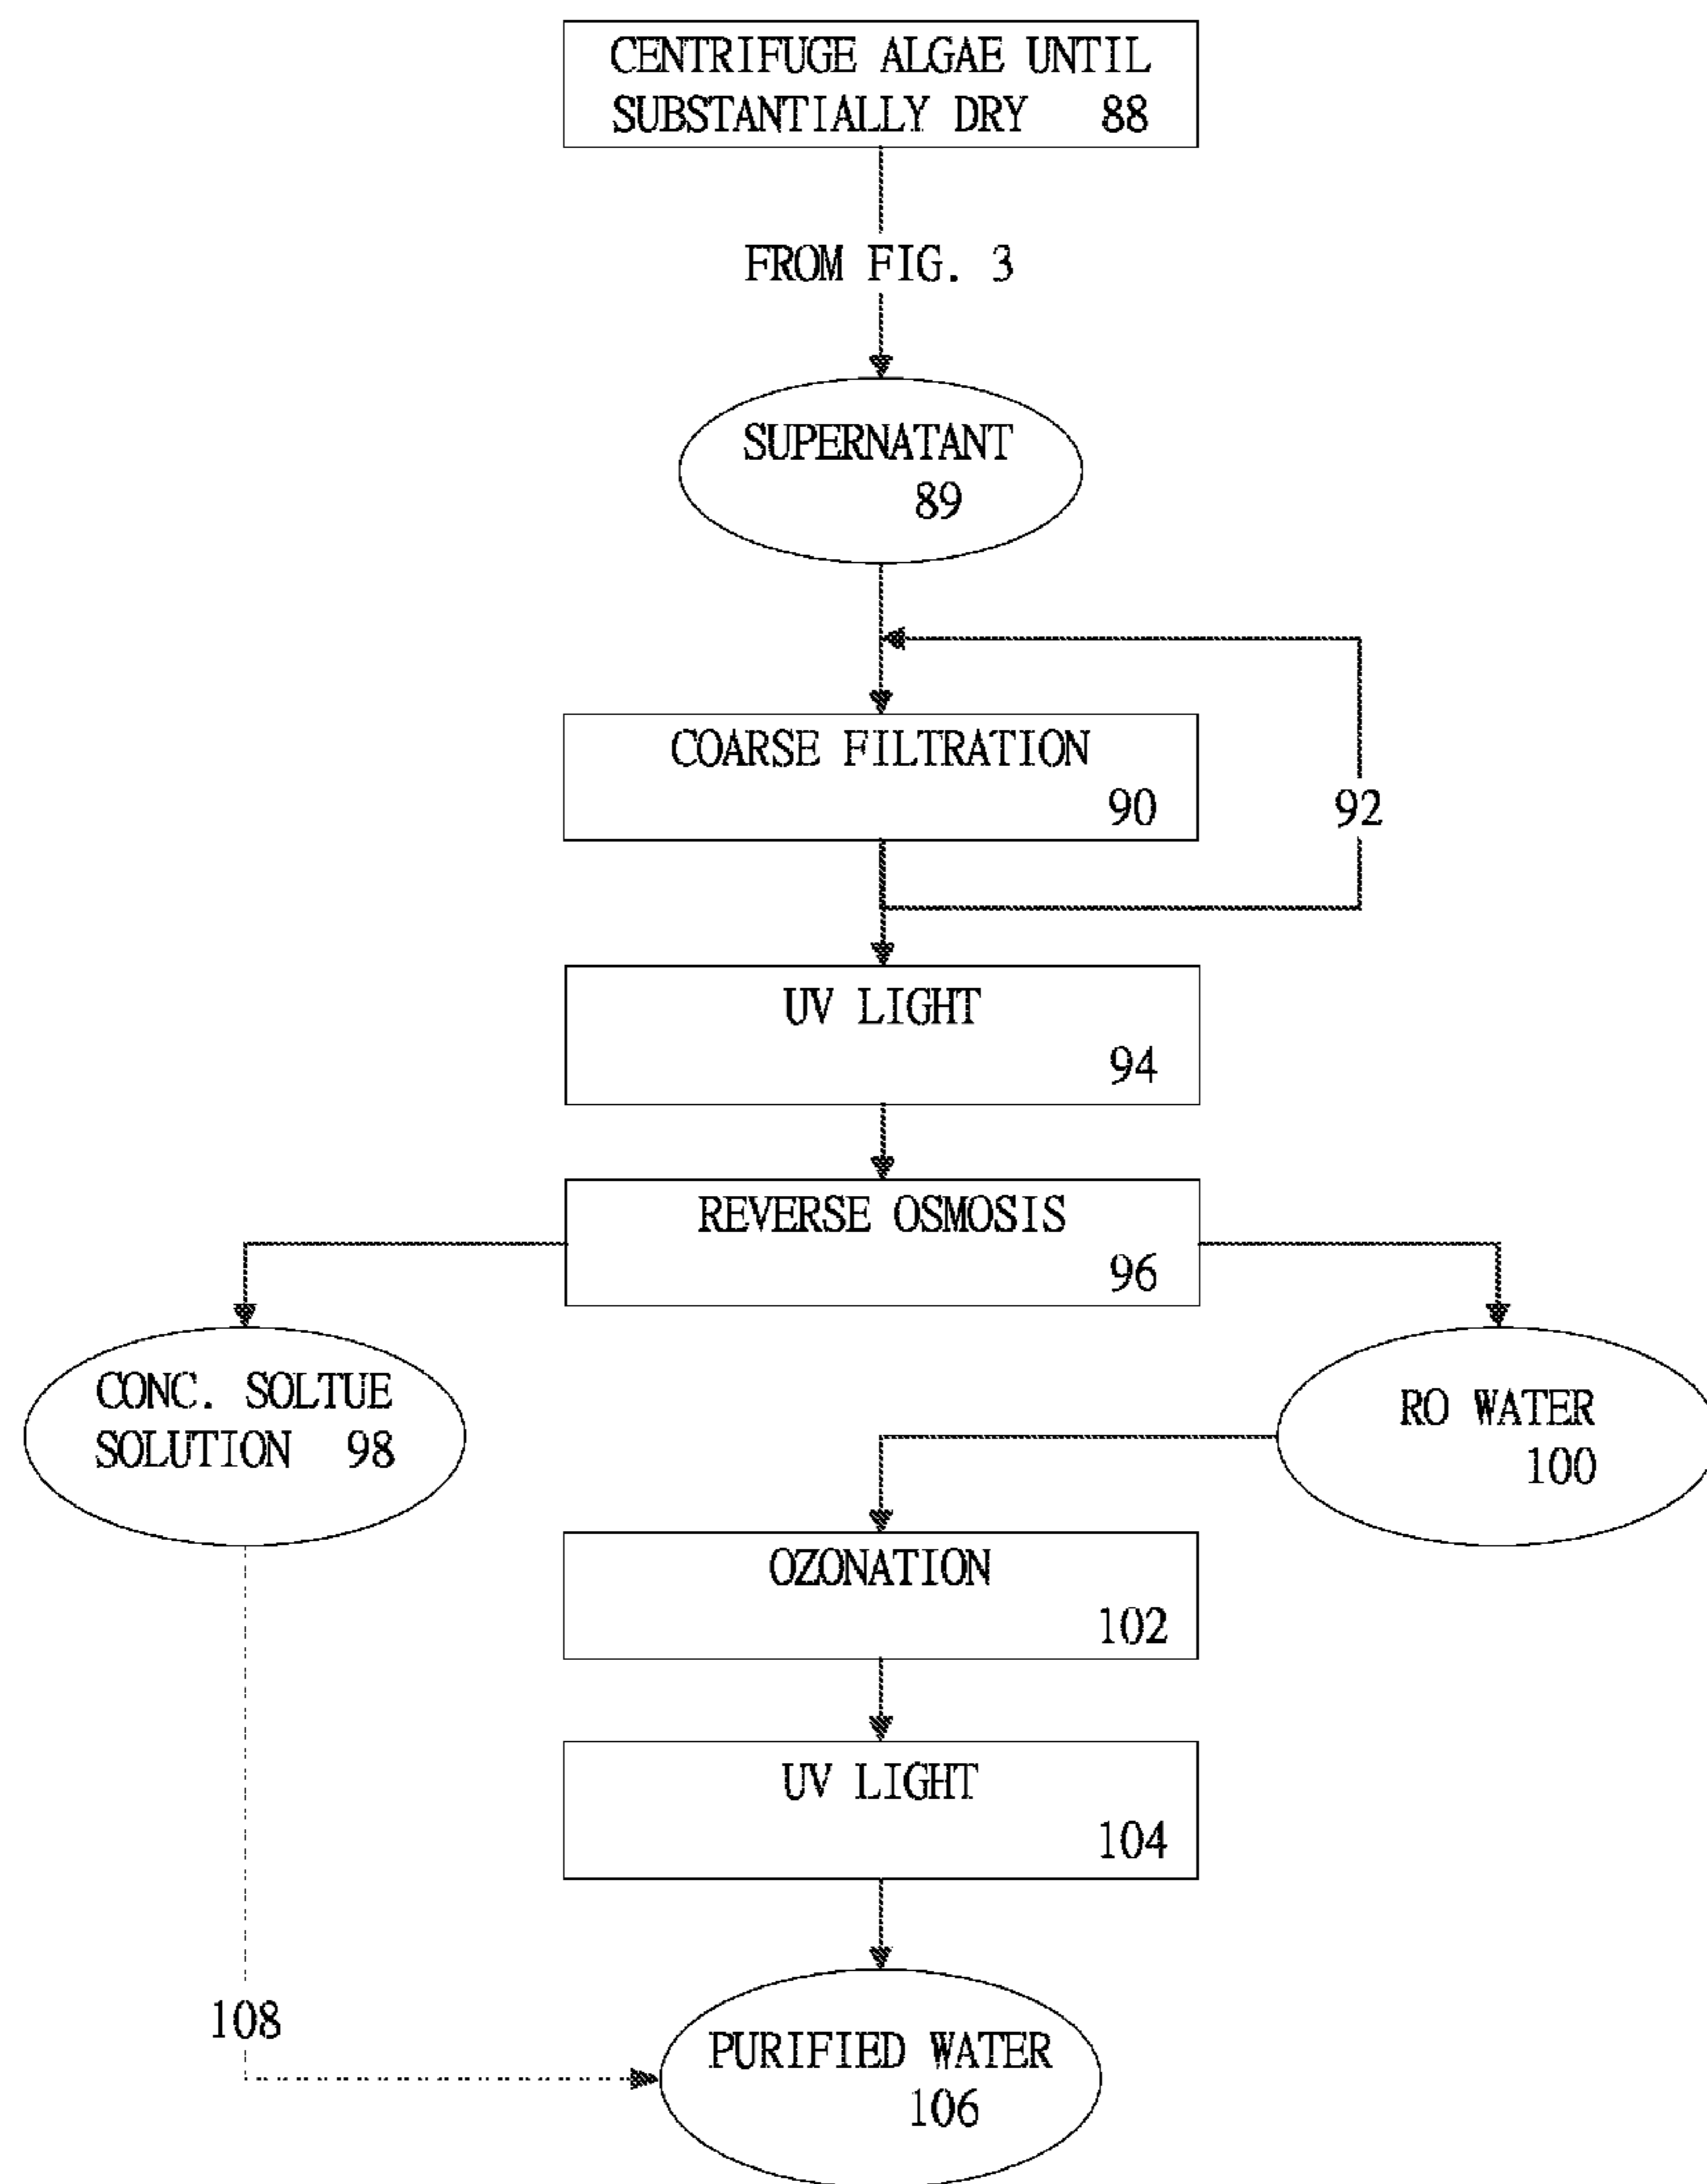 CENTRIFUGE ALGAE UNTIL
SUBSTANTIALLY DRY 88
FROM FIG. 3
SUPERNATANT
89
COARSE FILTRATION
90
92
UV LIGHT
94
REVERSE OSMOSIS
96
CONC. SOLTUE
SOLUTION 98
RO WATER
100
OZONATION
102
UV LIGHT
104
108
PURIFIED WATER
106